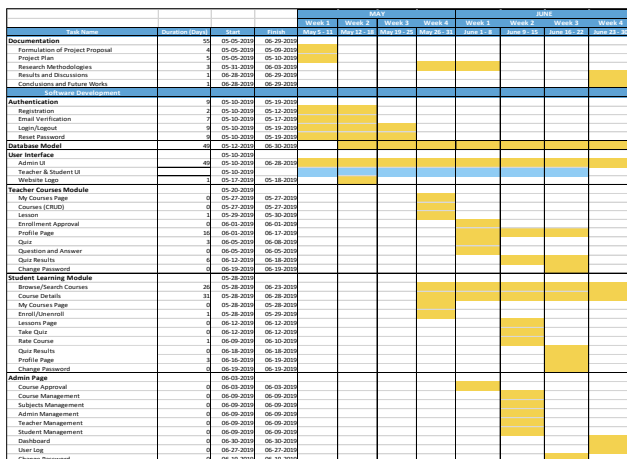 MAY JUNE
Week 1 Week 2 Week 3 Week 4 Week 1 Week 2 Week 3 Week 4
Task Name Duration (Days) Start Finish May 5 - 11 May 12 - 18 May 19 - 25 May 26 - 31 June 1 - 8 June 9 - 15 June 16 - 22 June 23 - 30
Documentation 55 05-05-2019 06-29-2019
Formulation of Project Proposal 4 05-05-2019 05-09-2019
Project Plan 5 05-05-2019 05-10-2019
Research Methodologies 3 05-31-2019 06-03-2019
Results and Discussions 1 06-28-2019 06-29-2019
Conclusions and Future Works 1 06-28-2019 06-29-2019
Software Development
Authentication 9 05-10-2019 05-19-2019
Registration 2 05-10-2019 05-12-2019
Email Verification 7 05-10-2019 05-17-2019
Login/Logout 9 05-10-2019 05-19-2019
Reset Password 9 05-10-2019 05-19-2019
Database Model 49 05-12-2019 06-30-2019
User Interface 05-10-2019
Admin UI 49 05-10-2019 06-28-2019
Teacher & Student UI 05-10-2019
Website Logo 1 05-17-2019 05-18-2019
Teacher Courses Module 05-20-2019
My Courses Page 0 05-27-2019 05-27-2019
Courses (CRUD) 0 05-27-2019 05-27-2019
Lesson 1 05-29-2019 05-30-2019
Enrollment Approval 0 06-01-2019 06-01-2019
Profile Page 16 06-01-2019 06-17-2019
Quiz 3 06-05-2019 06-08-2019
Question and Answer 0 06-05-2019 06-05-2019
Quiz Results 6 06-12-2019 06-18-2019
Change Password 0 06-19-2019 06-19-2019
Student Learning Module 05-28-2019
Browse/Search Courses 26 05-28-2019 06-23-2019
Course Details 31 05-28-2019 06-28-2019
My Courses Page 0 05-28-2019 05-28-2019
Enroll/Unenroll 1 05-28-2019 05-29-2019
Lessons Page 0 06-12-2019 06-12-2019
Take Quiz 0 06-12-2019 06-12-2019
Rate Course 1 06-09-2019 06-10-2019
Quiz Results 0 06-18-2019 06-18-2019
Profile Page 3 06-16-2019 06-19-2019
Change Password 0 06-19-2019 06-19-2019
Admin Page 06-03-2019
Course Approval 0 06-03-2019 06-03-2019
Course Management 0 06-09-2019 06-09-2019
Subjects Management 0 06-09-2019 06-09-2019
Admin Management 0 06-09-2019 06-09-2019
Teacher Management 0 06-09-2019 06-09-2019
Student Management 0 06-09-2019 06-09-2019
Dashboard 0 06-30-2019 06-30-2019
User Log 0 06-27-2019 06-27-2019
Change Password 0 06-19-2019 06-19-2019